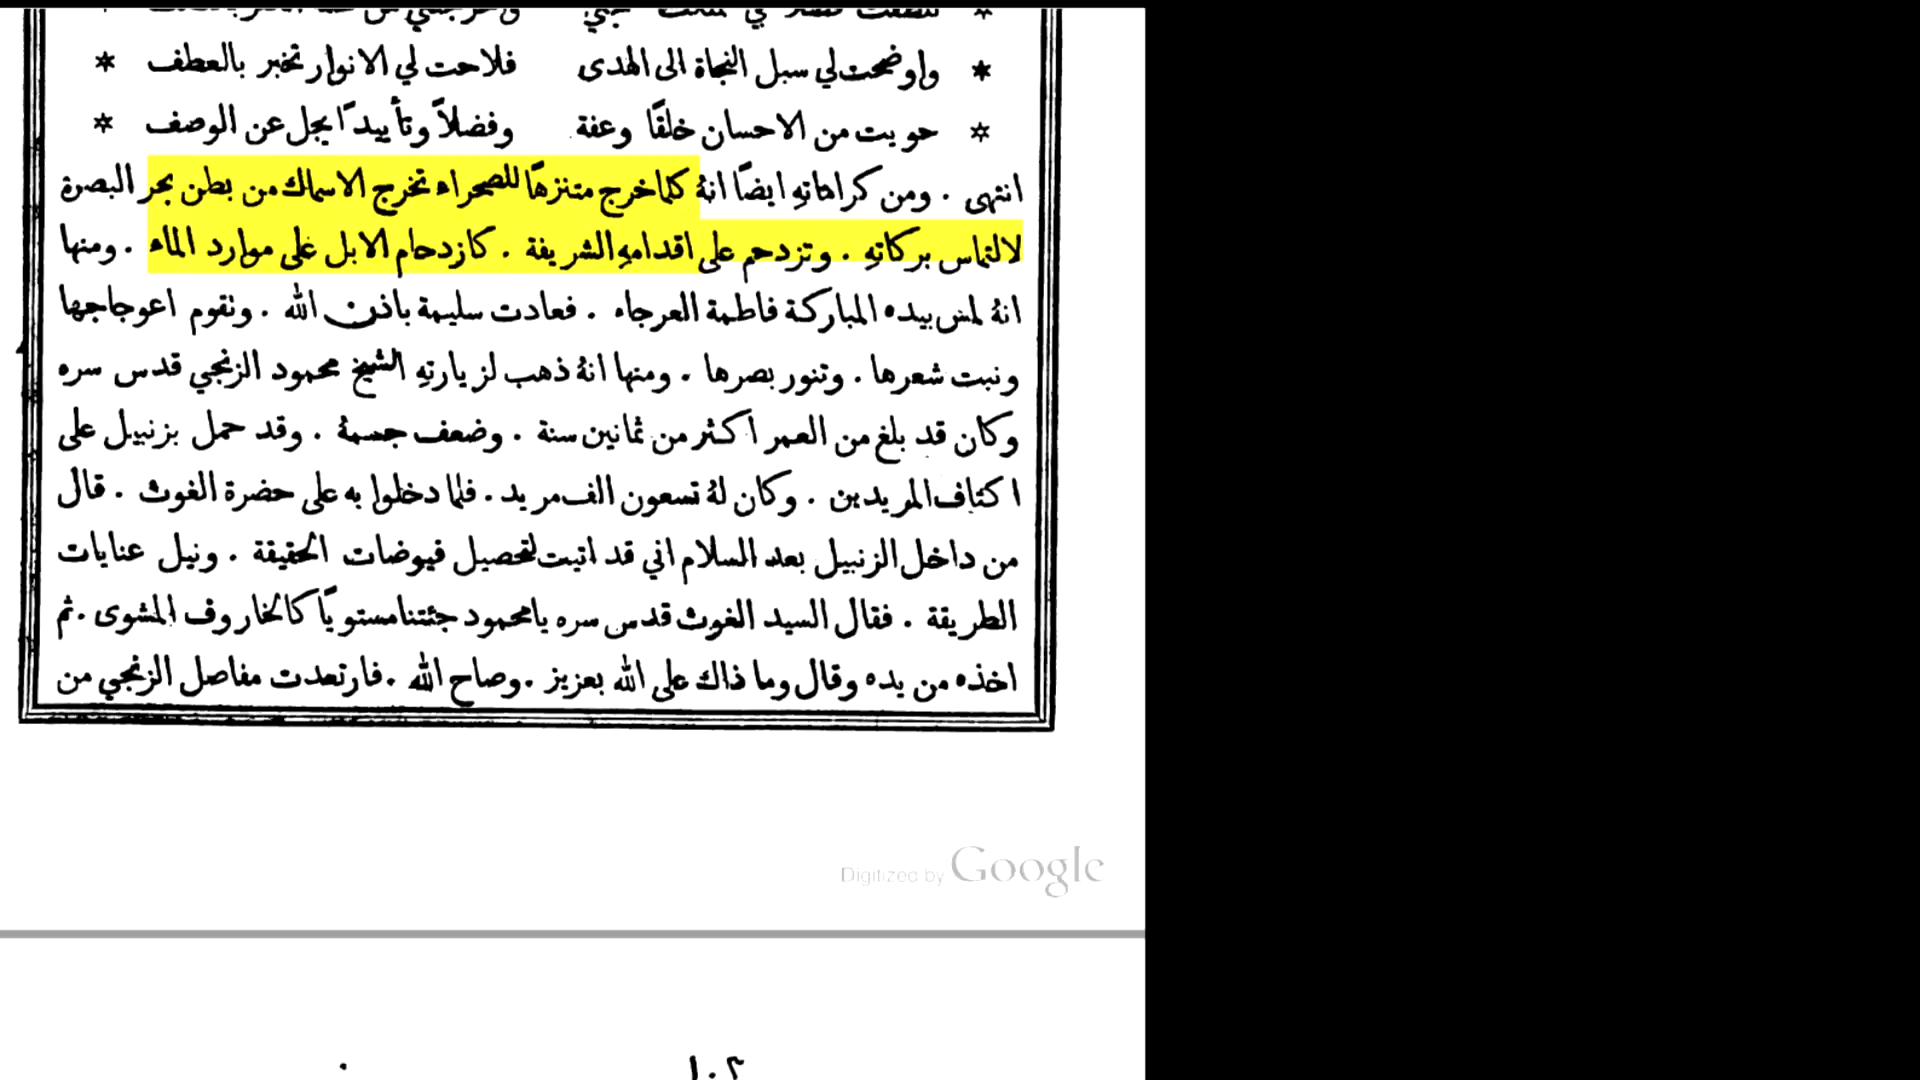 واوضحت لي سبل النجاة الى الهدى فلاحت لي الانوار تخبر بالعطف
حويت من الاحسان خلقًا وعفة وفضلاً وتأييدًا يجل عن الوصف
انتهى . ومن كراماتهِ ايضًا انهُ كلما خرج متنزهًا للصحراء تخرج الاسماك من بطن بحر البصرة
لالتماس بركاتهِ . وتزدحم على اقدامهِ الشريفة . كازدحام الابل على موارد الماء . ومنها
انهُ لمس بيده المباركة فاطمة العرجاء . فعادت سليمة باذن الله . وتقوم اعوجاجها
ونبت شعرها . وتنور بصرها . ومنها انهُ ذهب لزيارتهِ الشيخ محمود الزنجي قدس سره
وكان قد بلغ من العمر اكثر من ثمانين سنة . وضعف جسمهُ . وقد حمل بزنبيل على
اكتاف المريدين . وكان لهُ تسعون الف مريد . فلما دخلوا به على حضرة الغوث . قال
من داخل الزنبيل بعد السلام اني قد اتيت لتحصيل فيوضات الحقيقة . ونيل عنايات
الطريقة . فقال السيد الغوث قدس سره يا محمود جئتنا مستويًا كالخاروف المشوى . ثم
اخذه من يده وقال وما ذاك على الله بعزيز . وصاح الله . فارتعدت مفاصل الزنجي من
Digitized by Google
١٠٢